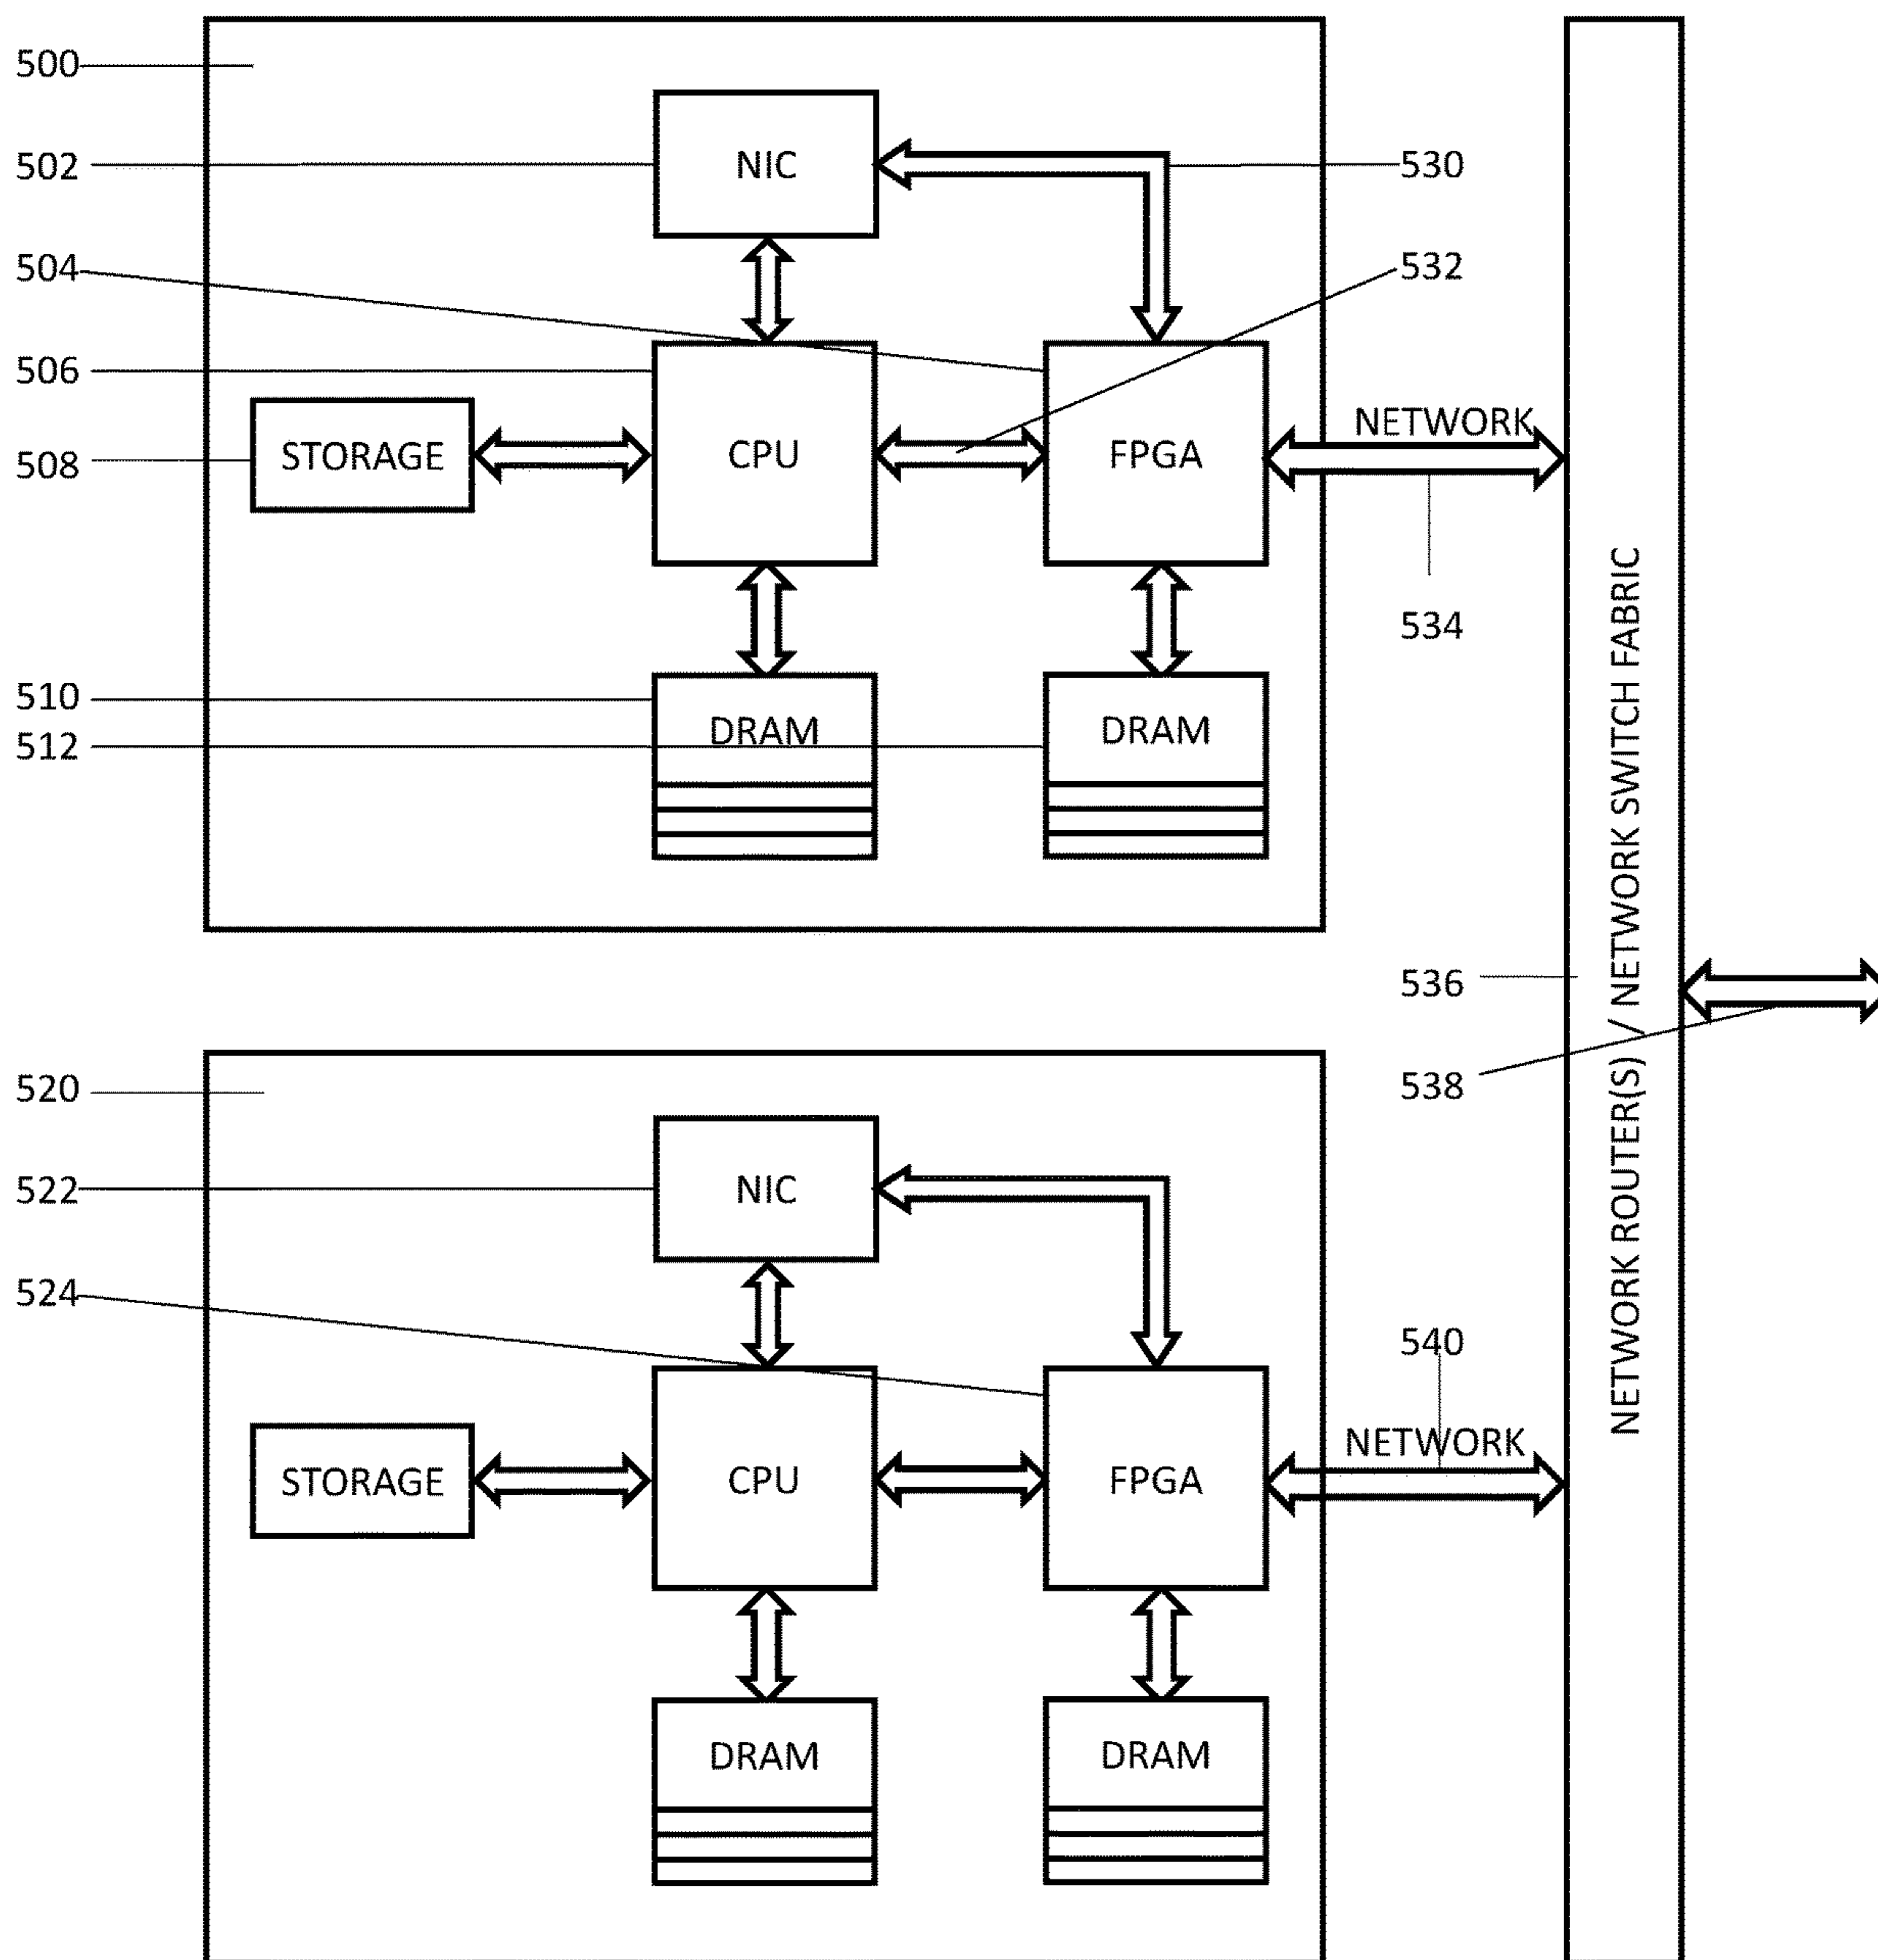 500
502
NIC
530
504
532
506
NETWORK
STORAGE
CPU
FPGA
508
534
510
DRAM
DRAM
512
NETWORK ROUTER(S) / NETWORK SWITCH FABRIC
536
538
520
522
NIC
524
540
NETWORK
STORAGE
CPU
FPGA
DRAM
DRAM